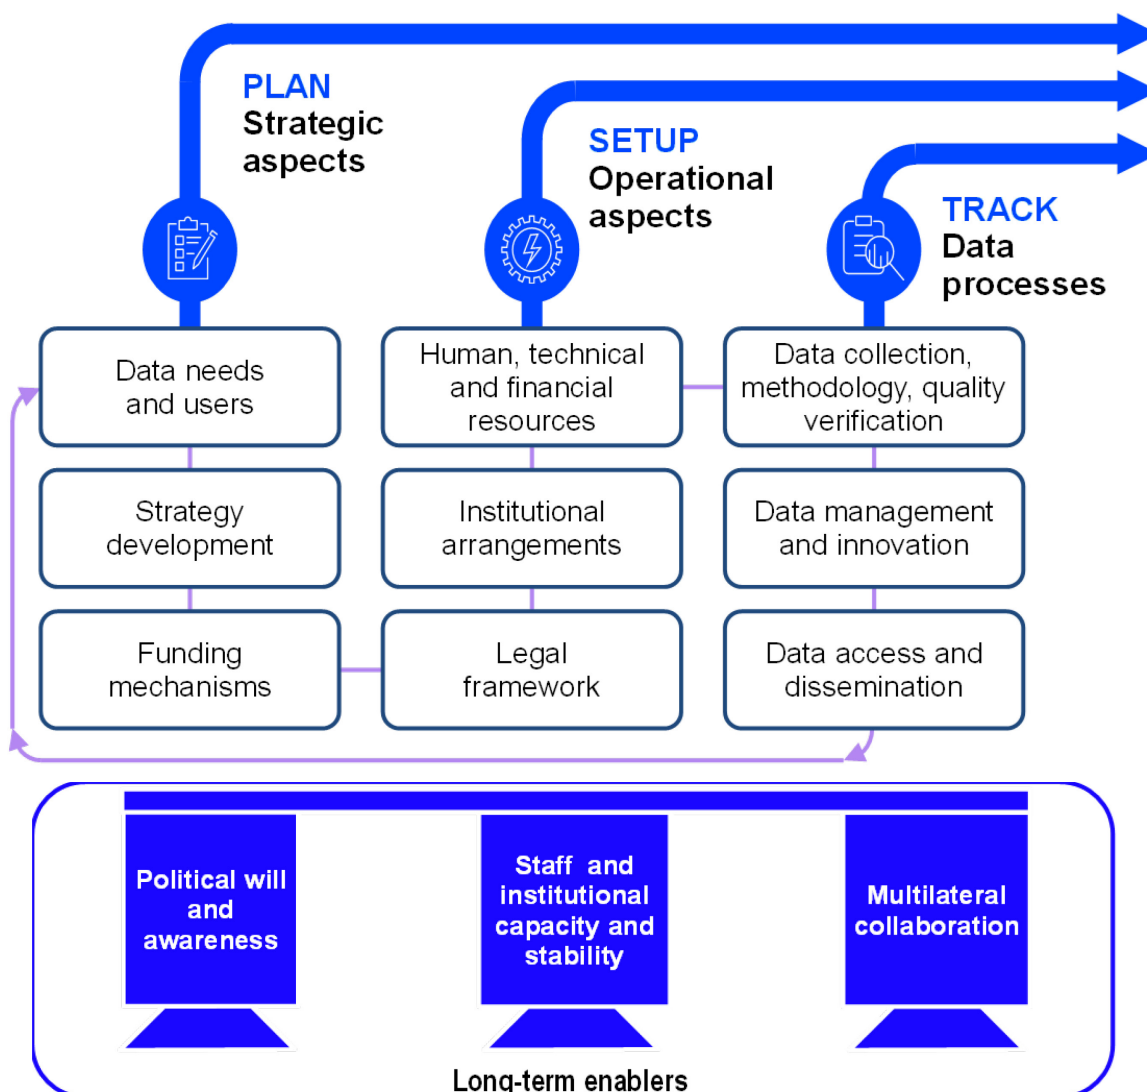 PLAN
Strategic
aspects
SETUP
Operational
aspects
TRACK
Data
processes
Data needs
and users
Strategy
development
Funding
mechanisms
Human, technical
and financial
resources
Institutional
arrangements
Legal
framework
Data collection,
methodology, quality
verification
Data management
and innovation
Data access and
dissemination
Political will
and
awareness
Staff and
institutional
capacity and
stability
Multilateral
collaboration
Long-term enablers